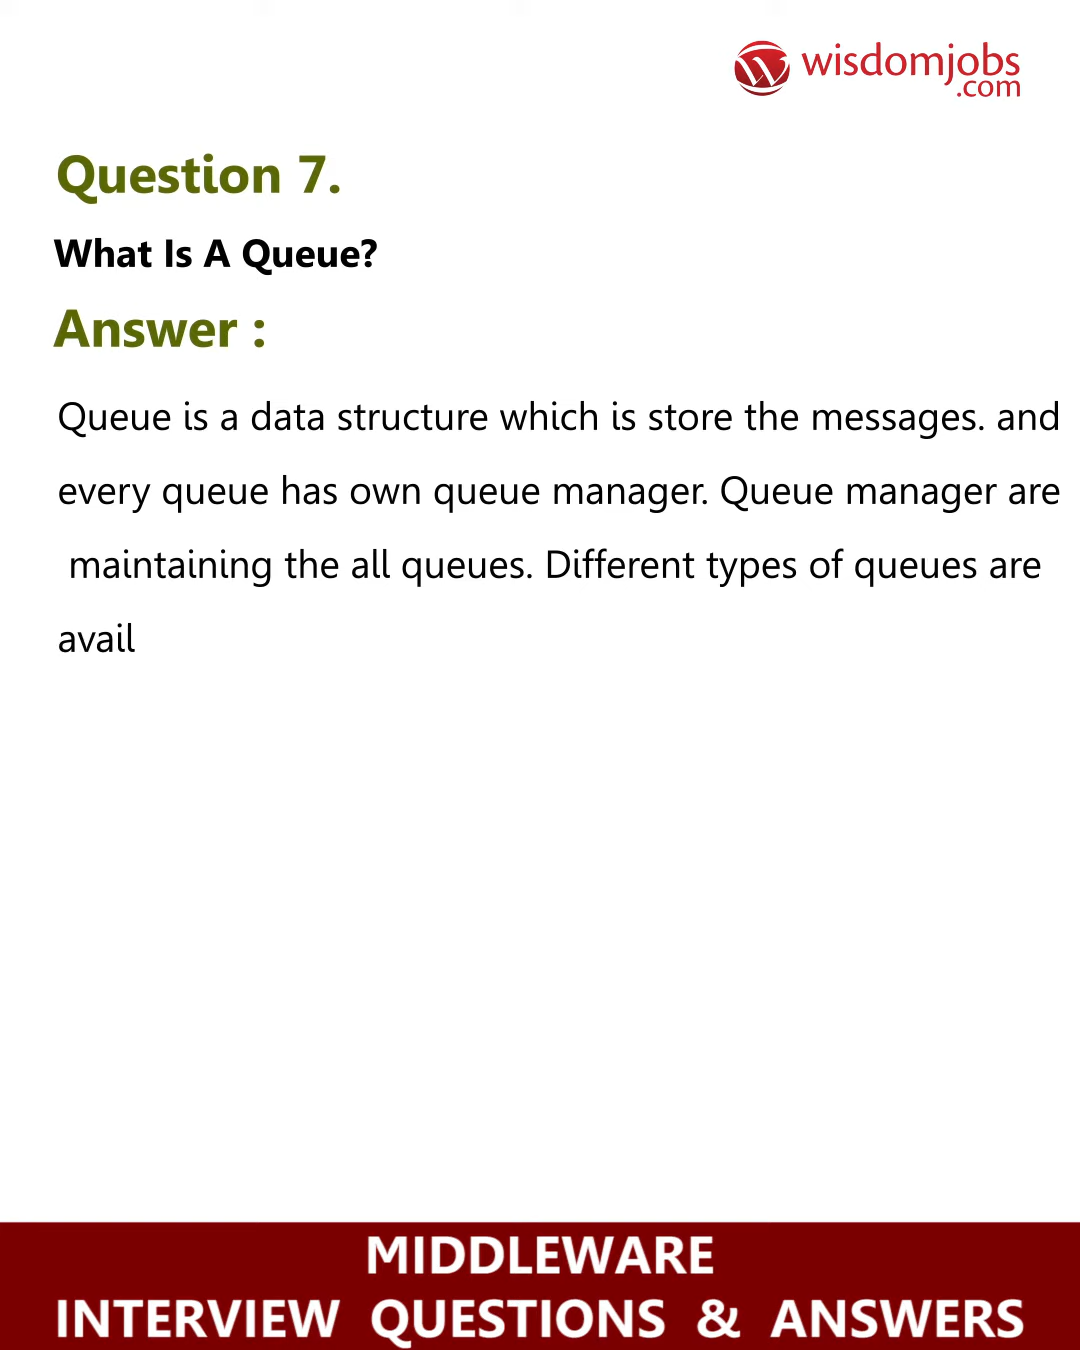 wisdomjobs
.com
Question 7.
What Is A Queue?
Answer :
Queue is a data structure which is store the messages. and
every queue has own queue manager. Queue manager are
maintaining the all queues. Different types of queues are
avail
MIDDLEWARE
INTERVIEW QUESTIONS & ANSWERS